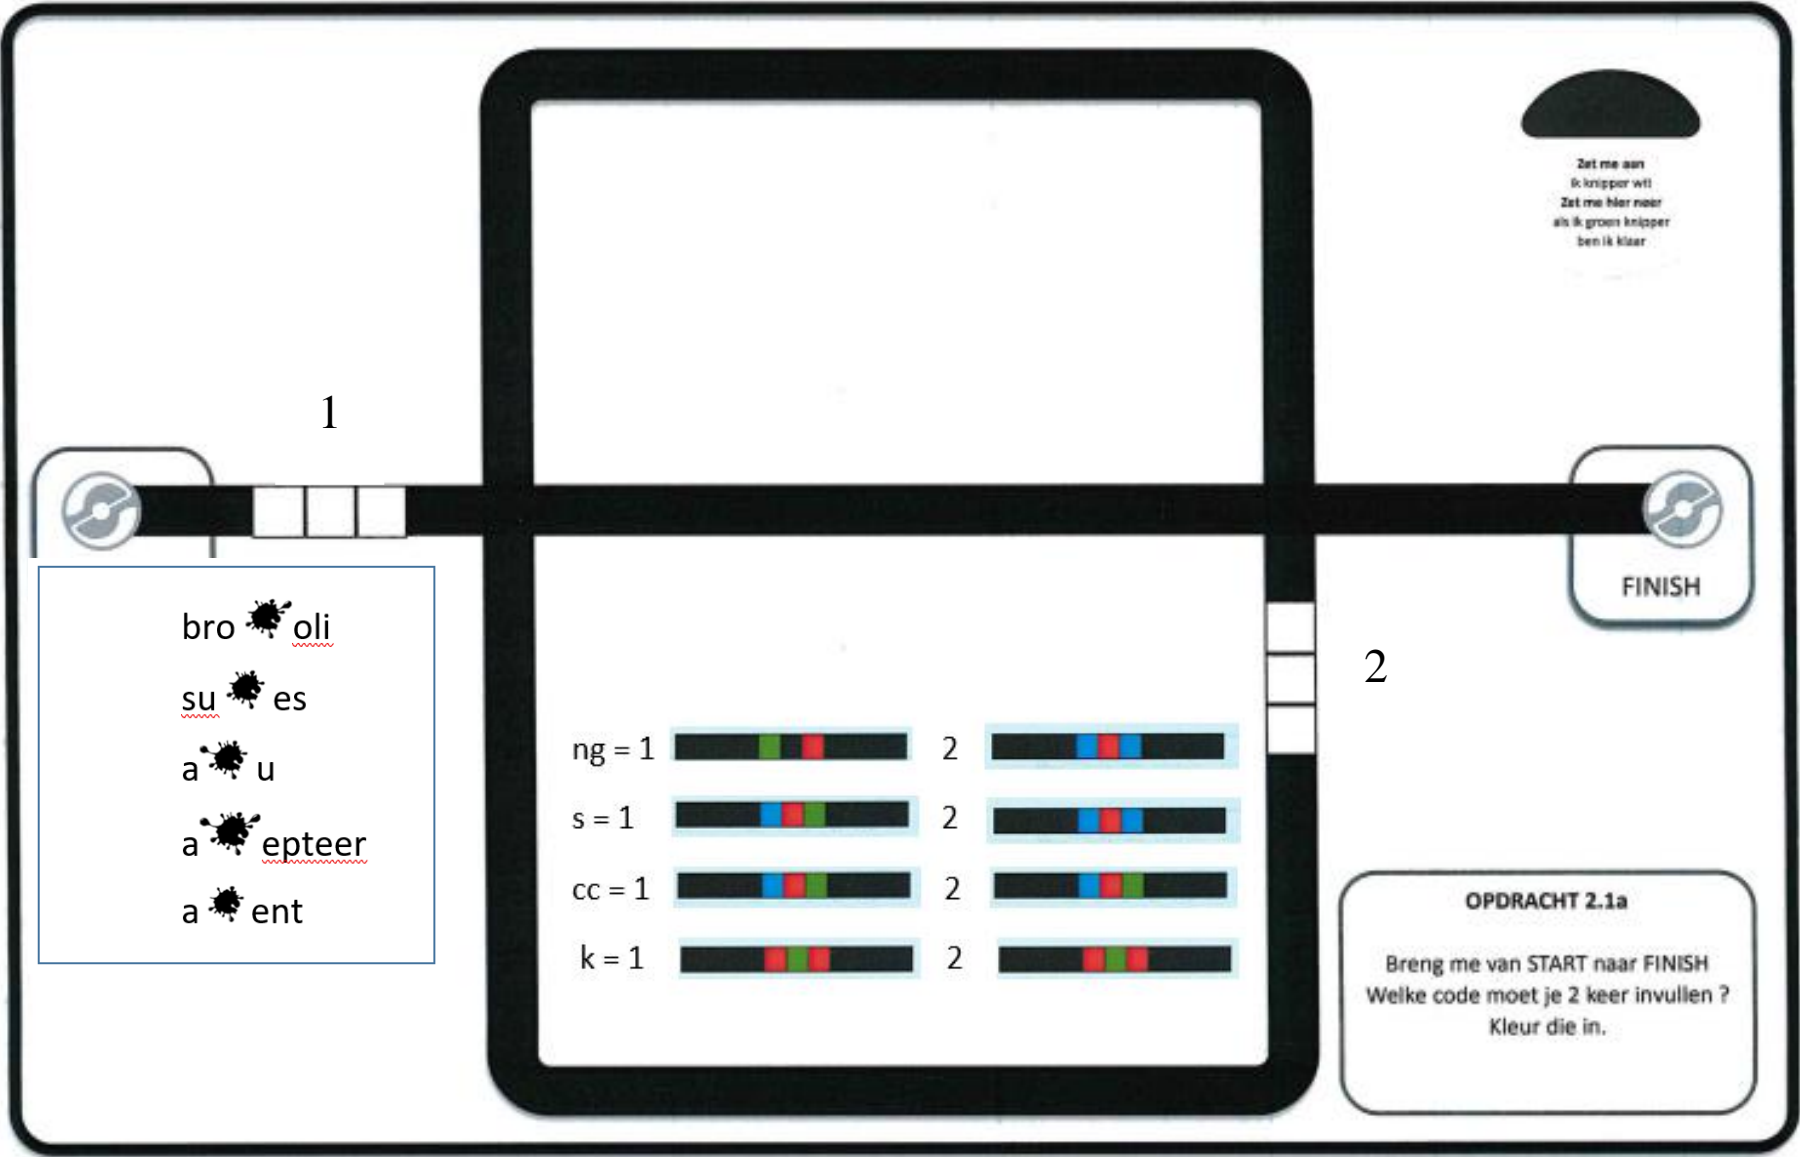 Zet me aan
Ik knipper wit
Zet me hier neer
als ik groen knipper
ben ik klaar
1
FINISH
bro oli
su es
a u
a epteer
a ent
2
ng = 1 2
s = 1 2
cc = 1 2
k = 1 2
OPDRACHT 2.1a
Breng me van START naar FINISH
Welke code moet je 2 keer invullen ?
Kleur die in.